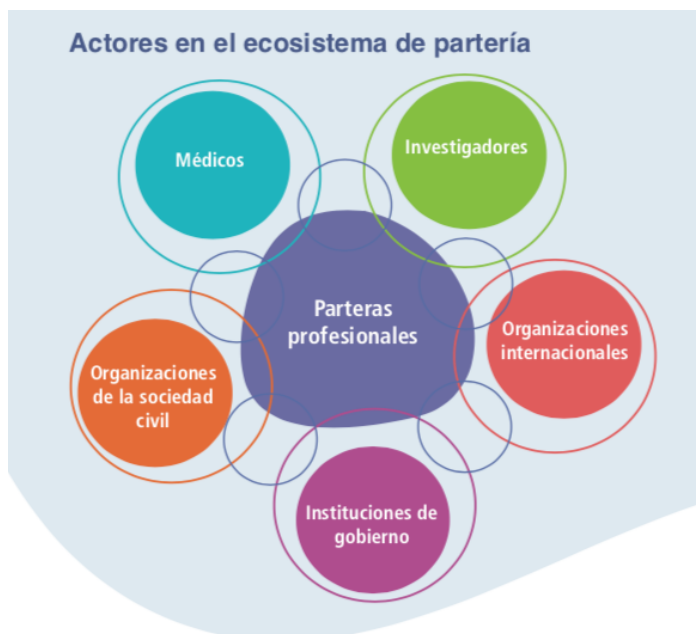 Actores en el ecosistema de partería
Médicos
Investigadores
Parteras
profesionales
Organizaciones
internacionales
Organizaciones
de la sociedad
civil
Instituciones de
gobierno